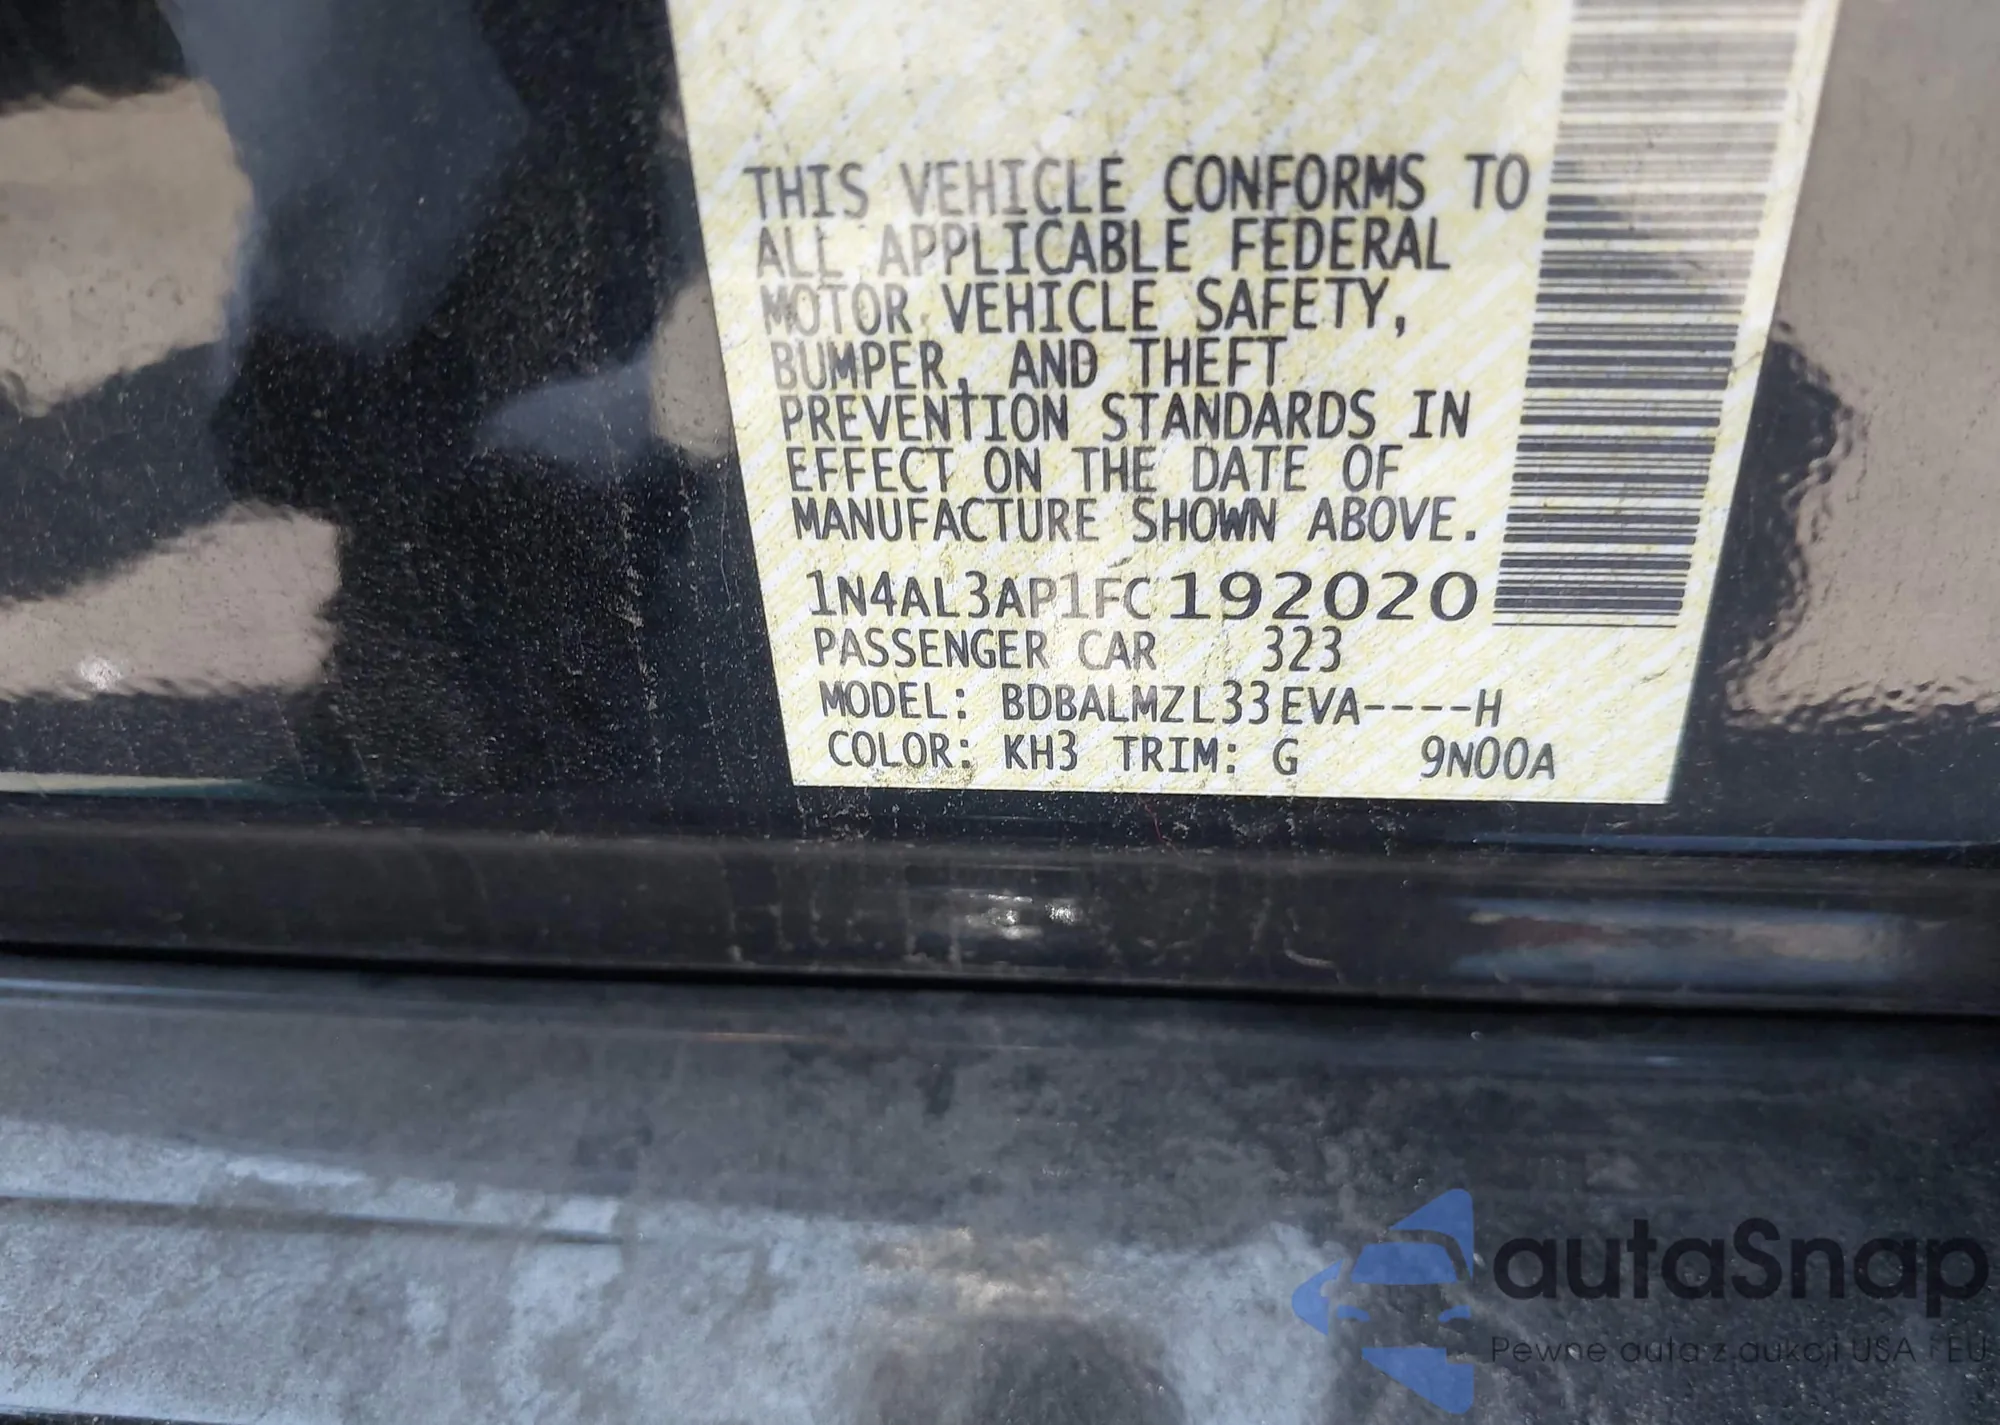 THIS VEHICLE CONFORMS TO
ALL APPLICABLE FEDERAL
MOTOR VEHICLE SAFETY,
BUMPER, AND THEFT
PREVENTION STANDARDS IN
EFFECT ON THE DATE OF
MANUFACTURE SHOWN ABOVE.
1N4AL3AP1FC192020
PASSENGER CAR 323
MODEL: BDBALMZL33EVA----H
COLOR: KH3 TRIM: G 9N00A
autaSnap
Pewne auta z aukcji USA i EU